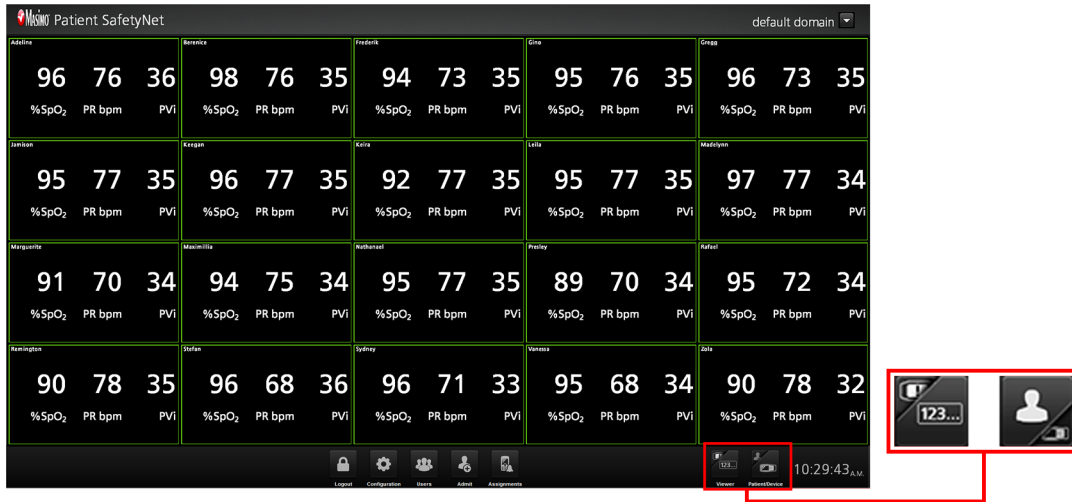 Masimo Patient SafetyNet default domain
Adeline Berenice Frederik Gino Gregg
96 76 36 98 76 35 94 73 35 95 76 35 96 73 35
%SpO₂ PR bpm PVi %SpO₂ PR bpm PVi %SpO₂ PR bpm PVi %SpO₂ PR bpm PVi %SpO₂ PR bpm PVi
Jamison Keegan Keira Leila Madelynn
95 77 35 96 77 35 92 77 35 95 77 35 97 77 34
%SpO₂ PR bpm PVi %SpO₂ PR bpm PVi %SpO₂ PR bpm PVi %SpO₂ PR bpm PVi %SpO₂ PR bpm PVi
Marguerite Maximillia Nathanael Presley Rafael
91 70 34 94 75 34 95 77 35 89 70 34 95 72 34
%SpO₂ PR bpm PVi %SpO₂ PR bpm PVi %SpO₂ PR bpm PVi %SpO₂ PR bpm PVi %SpO₂ PR bpm PVi
Remington Stefan Sydney Vanessa Zola
90 78 35 96 68 36 96 71 33 95 68 34 90 78 32
%SpO₂ PR bpm PVi %SpO₂ PR bpm PVi %SpO₂ PR bpm PVi %SpO₂ PR bpm PVi %SpO₂ PR bpm PVi
123... 10:29:43 A.M.
Logout Configuration Users Admit Assignments Viewer Patient/Device
123...